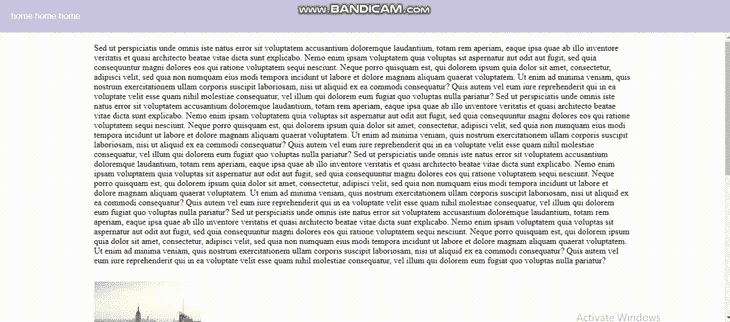 www.BANDICAM.com
home home home
Sed ut perspiciatis unde omnis iste natus error sit voluptatem accusantium doloremque laudantium, totam rem aperiam, eaque ipsa quae ab illo inventore
veritatis et quasi architecto beatae vitae dicta sunt explicabo. Nemo enim ipsam voluptatem quia voluptas sit aspernatur aut odit aut fugit, sed quia
consequuntur magni dolores eos qui ratione voluptatem sequi nesciunt. Neque porro quisquam est, qui dolorem ipsum quia dolor sit amet, consectetur,
adipisci velit, sed quia non numquam eius modi tempora incidunt ut labore et dolore magnam aliquam quaerat voluptatem. Ut enim ad minima veniam, quis
nostrum exercitationem ullam corporis suscipit laboriosam, nisi ut aliquid ex ea commodi consequatur? Quis autem vel eum iure reprehenderit qui in ea
voluptate velit esse quam nihil molestiae consequatur, vel illum qui dolorem eum fugiat quo voluptas nulla pariatur? Sed ut perspiciatis unde omnis iste
natus error sit voluptatem accusantium doloremque laudantium, totam rem aperiam, eaque ipsa quae ab illo inventore veritatis et quasi architecto beatae
vitae dicta sunt explicabo. Nemo enim ipsam voluptatem quia voluptas sit aspernatur aut odit aut fugit, sed quia consequuntur magni dolores eos qui ratione
voluptatem sequi nesciunt. Neque porro quisquam est, qui dolorem ipsum quia dolor sit amet, consectetur, adipisci velit, sed quia non numquam eius modi
tempora incidunt ut labore et dolore magnam aliquam quaerat voluptatem. Ut enim ad minima veniam, quis nostrum exercitationem ullam corporis suscipit
laboriosam, nisi ut aliquid ex ea commodi consequatur? Quis autem vel eum iure reprehenderit qui in ea voluptate velit esse quam nihil molestiae
consequatur, vel illum qui dolorem eum fugiat quo voluptas nulla pariatur? Sed ut perspiciatis unde omnis iste natus error sit voluptatem accusantium
doloremque laudantium, totam rem aperiam, eaque ipsa quae ab illo inventore veritatis et quasi architecto beatae vitae dicta sunt explicabo. Nemo enim
ipsam voluptatem quia voluptas sit aspernatur aut odit aut fugit, sed quia consequuntur magni dolores eos qui ratione voluptatem sequi nesciunt. Neque
porro quisquam est, qui dolorem ipsum quia dolor sit amet, consectetur, adipisci velit, sed quia non numquam eius modi tempora incidunt ut labore et
dolore magnam aliquam quaerat voluptatem. Ut enim ad minima veniam, quis nostrum exercitationem ullam corporis suscipit laboriosam, nisi ut aliquid ex
ea commodi consequatur? Quis autem vel eum iure reprehenderit qui in ea voluptate velit esse quam nihil molestiae consequatur, vel illum qui dolorem
eum fugiat quo voluptas nulla pariatur? Sed ut perspiciatis unde omnis iste natus error sit voluptatem accusantium doloremque laudantium, totam rem
aperiam, eaque ipsa quae ab illo inventore veritatis et quasi architecto beatae vitae dicta sunt explicabo. Nemo enim ipsam voluptatem quia voluptas sit
aspernatur aut odit aut fugit, sed quia consequuntur magni dolores eos qui ratione voluptatem sequi nesciunt. Neque porro quisquam est, qui dolorem ipsum
quia dolor sit amet, consectetur, adipisci velit, sed quia non numquam eius modi tempora incidunt ut labore et dolore magnam aliquam quaerat voluptatem.
Ut enim ad minima veniam, quis nostrum exercitationem ullam corporis suscipit laboriosam, nisi ut aliquid ex ea commodi consequatur? Quis autem vel
eum iure reprehenderit qui in ea voluptate velit esse quam nihil molestiae consequatur, vel illum qui dolorem eum fugiat quo voluptas nulla pariatur?
Activate Windows